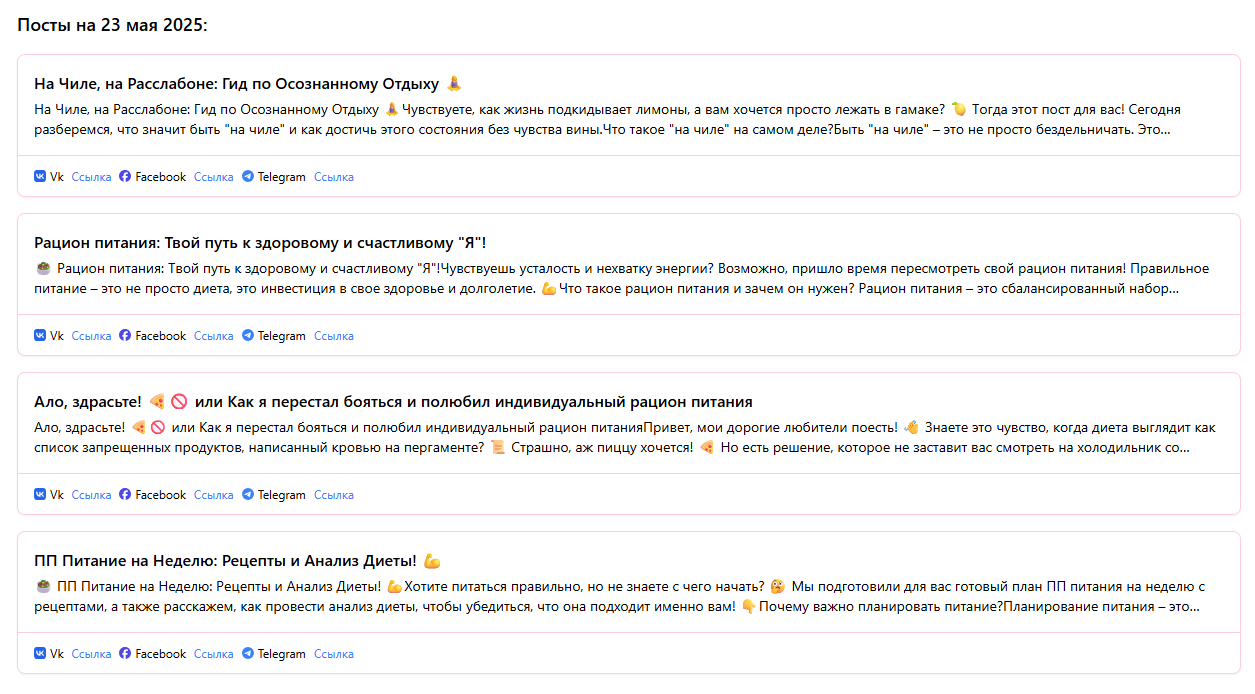 Посты на 23 мая 2025:
На Чиле, на Расслабоне: Гид по Осознанному Отдыху 🧘‍♀️
На Чиле, на Расслабоне: Гид по Осознанному Отдыху 🧘‍♀️Чувствуете, как жизнь подкидывает лимоны, а вам хочется просто лежать в гамаке? 🍋 Тогда этот пост для вас! Сегодня
разберемся, что значит быть "на чиле" и как достичь этого состояния без чувства вины.Что такое "на чиле" на самом деле?Быть "на чиле" – это не просто бездельничать. Это...
Vk Ссылка Facebook Ссылка Telegram Ссылка
Рацион питания: Твой путь к здоровому и счастливому "Я"!
🥗 Рацион питания: Твой путь к здоровому и счастливому "Я"!Чувствуешь усталость и нехватку энергии? Возможно, пришло время пересмотреть свой рацион питания! Правильное
питание – это не просто диета, это инвестиция в свое здоровье и долголетие. 💪Что такое рацион питания и зачем он нужен? Рацион питания – это сбалансированный набор...
Vk Ссылка Facebook Ссылка Telegram Ссылка
Ало, здрасьте! 🍕🚫 или Как я перестал бояться и полюбил индивидуальный рацион питания
Ало, здрасьте! 🍕🚫 или Как я перестал бояться и полюбил индивидуальный рацион питанияПривет, мои дорогие любители поесть! 👋 Знаете это чувство, когда диета выглядит как
список запрещенных продуктов, написанный кровью на пергаменте? 📜 Страшно, аж пиццу хочется! 🍕 Но есть решение, которое не заставит вас смотреть на холодильник со...
Vk Ссылка Facebook Ссылка Telegram Ссылка
ПП Питание на Неделю: Рецепты и Анализ Диеты! 💪
🥗 ПП Питание на Неделю: Рецепты и Анализ Диеты! 💪Хотите питаться правильно, но не знаете с чего начать? 🤔 Мы подготовили для вас готовый план ПП питания на неделю с
рецептами, а также расскажем, как провести анализ диеты, чтобы убедиться, что она подходит именно вам! 👇Почему важно планировать питание?Планирование питания – это...
Vk Ссылка Facebook Ссылка Telegram Ссылка